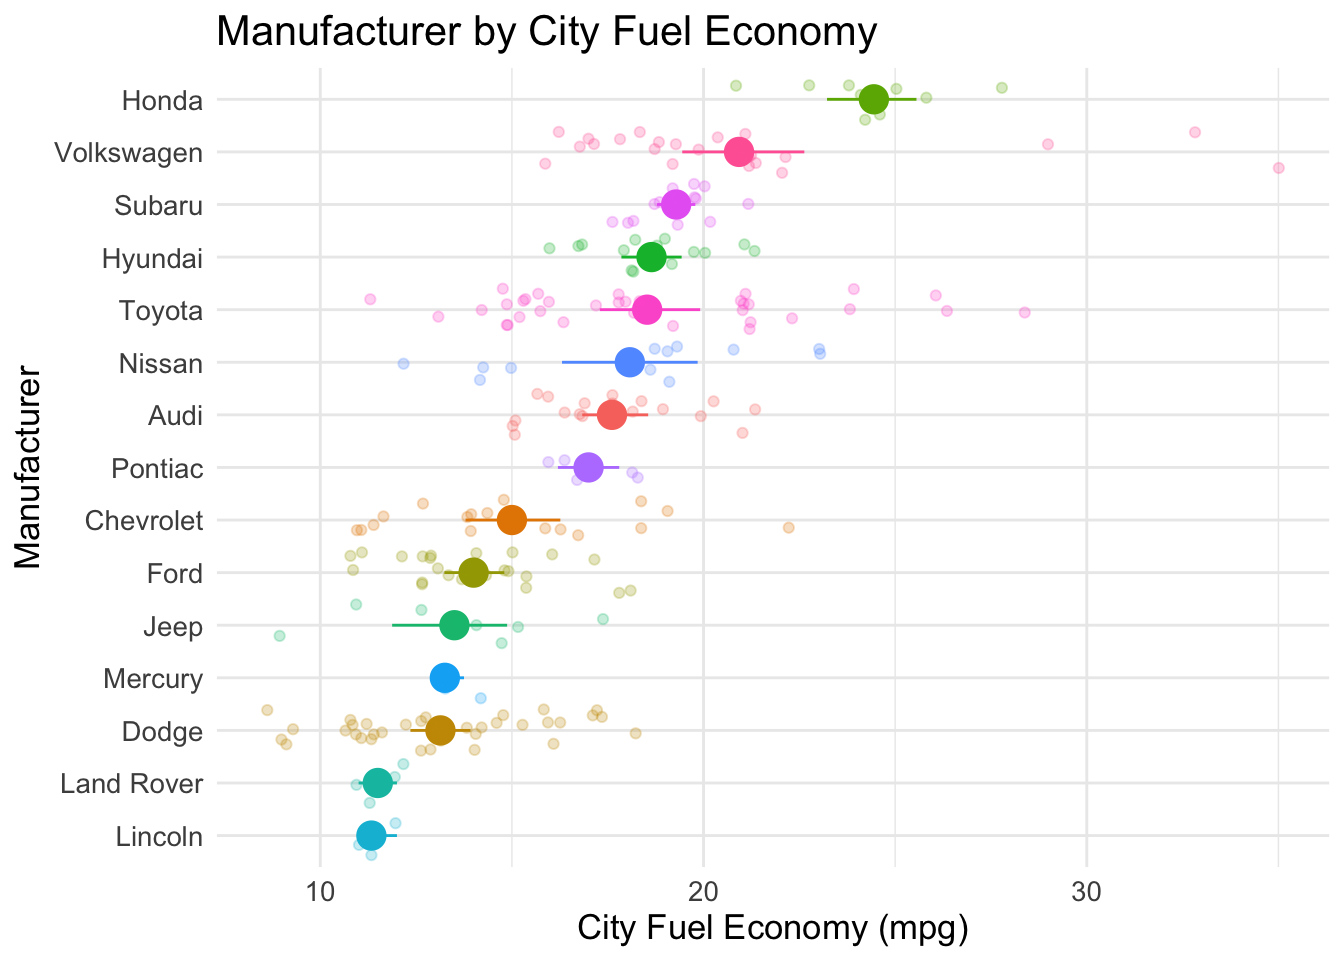 Manufacturer by City Fuel Economy
Manufacturer
Honda
Volkswagen
Subaru
Hyundai
Toyota
Nissan
Audi
Pontiac
Chevrolet
Ford
Jeep
Mercury
Dodge
Land Rover
Lincoln
10 20 30
City Fuel Economy (mpg)